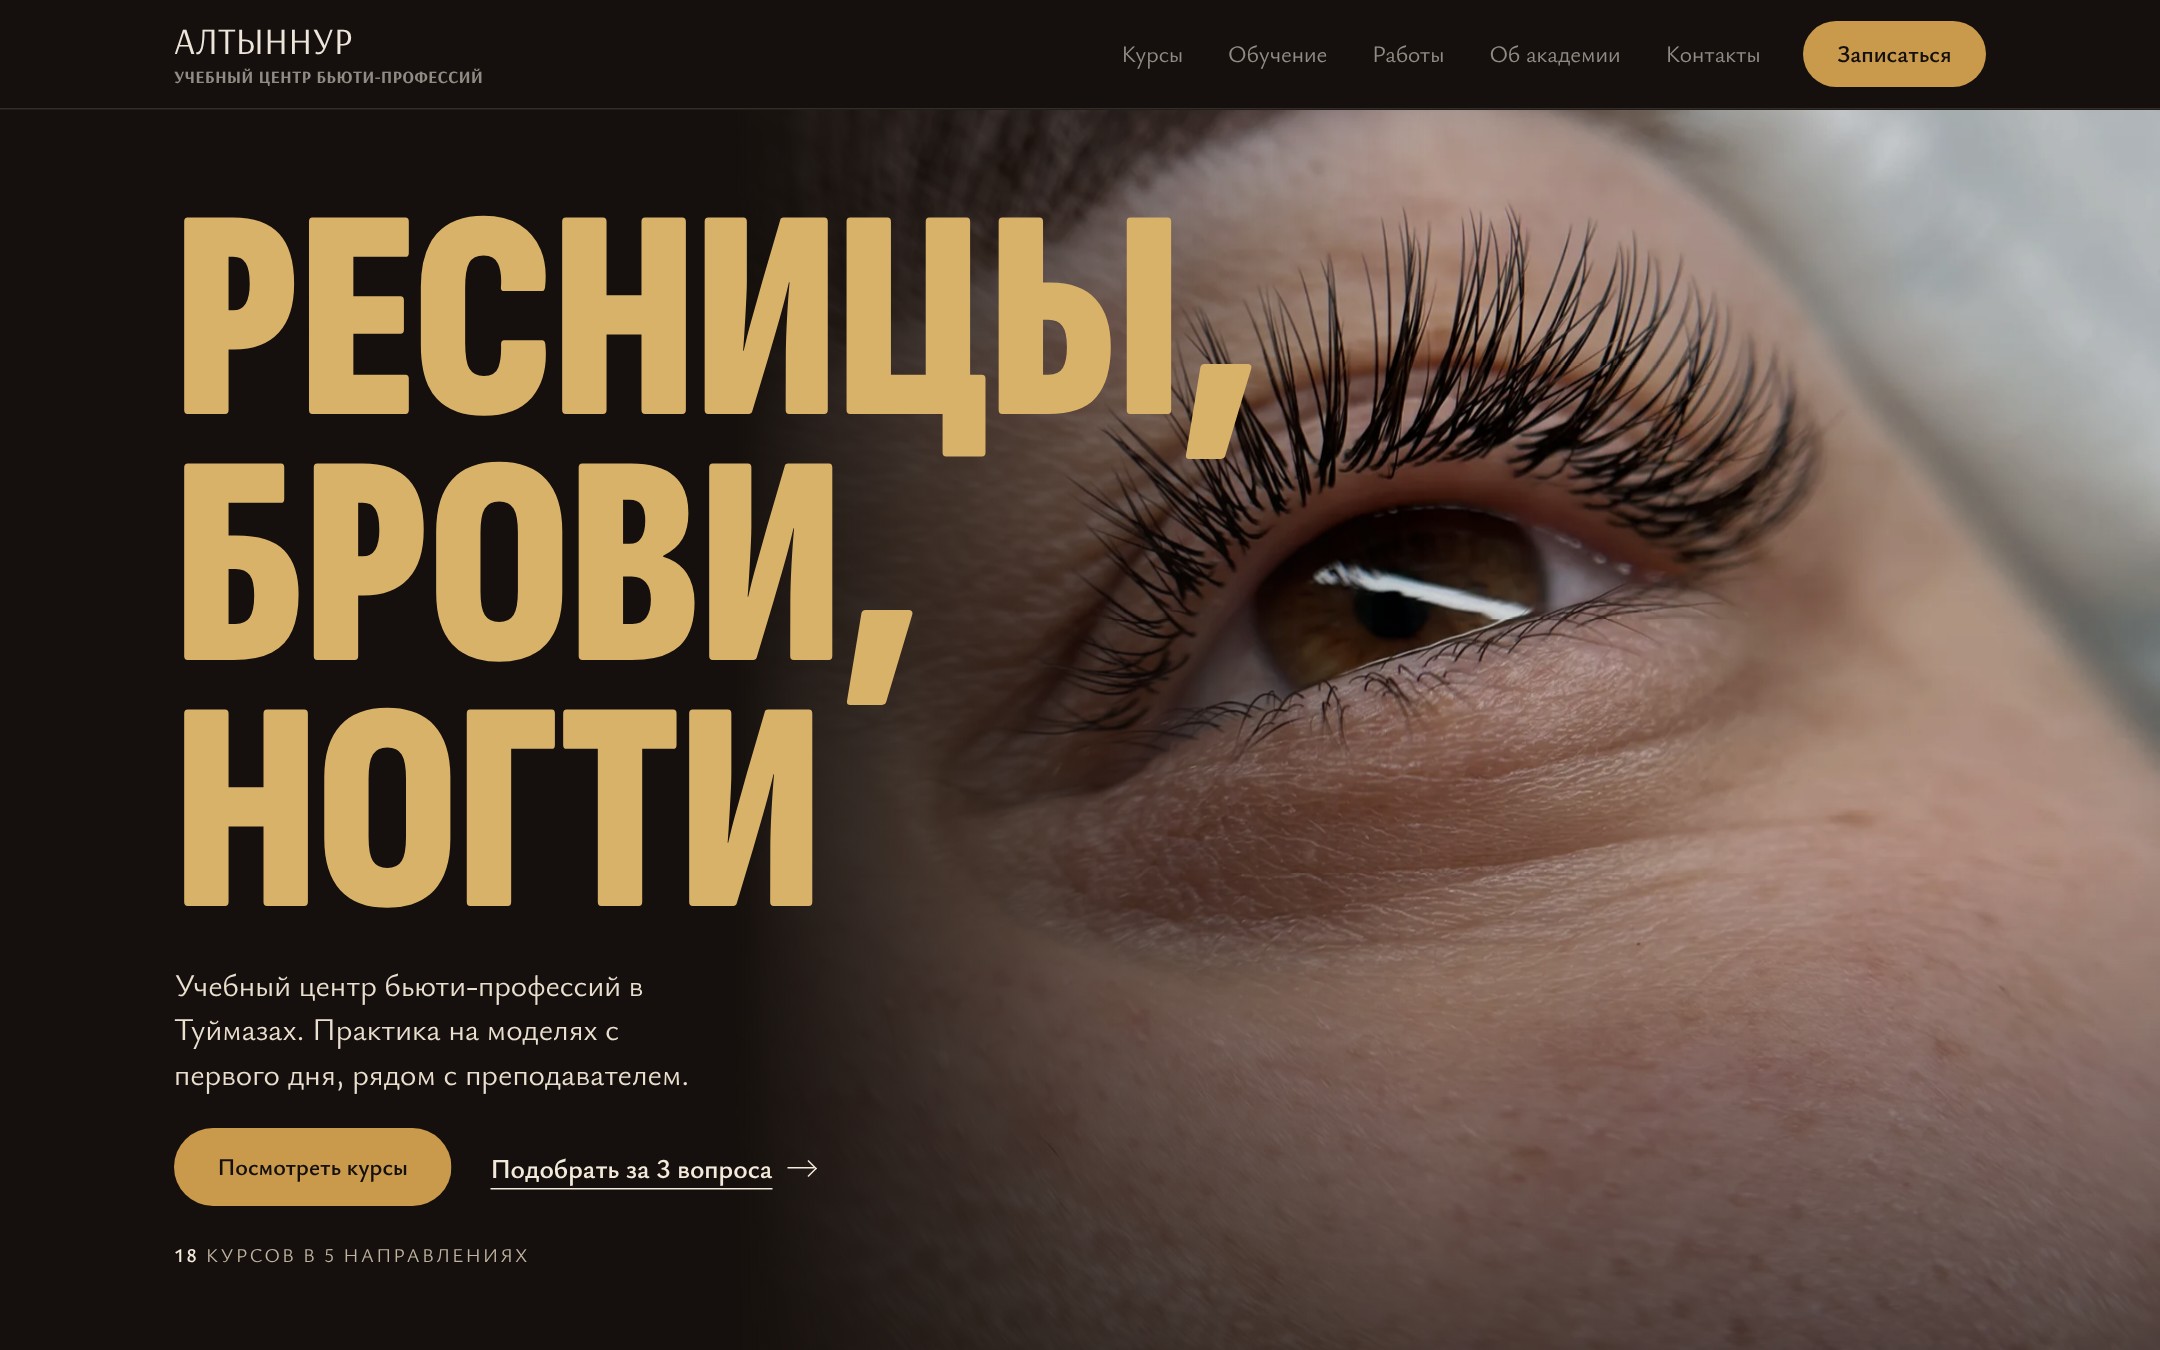 АЛТЫННУР
УЧЕБНЫЙ ЦЕНТР БЬЮТИ-ПРОФЕССИЙ
Курсы
Обучение
Работы
Об академии
Контакты
Записаться
РЕСНИЦЫ,
БРОВИ,
НОГТИ
Учебный центр бьюти-профессий в
Туймазах. Практика на моделях с
первого дня, рядом с преподавателем.
Посмотреть курсы
Подобрать за 3 вопроса →
18 КУРСОВ В 5 НАПРАВЛЕНИЯХ